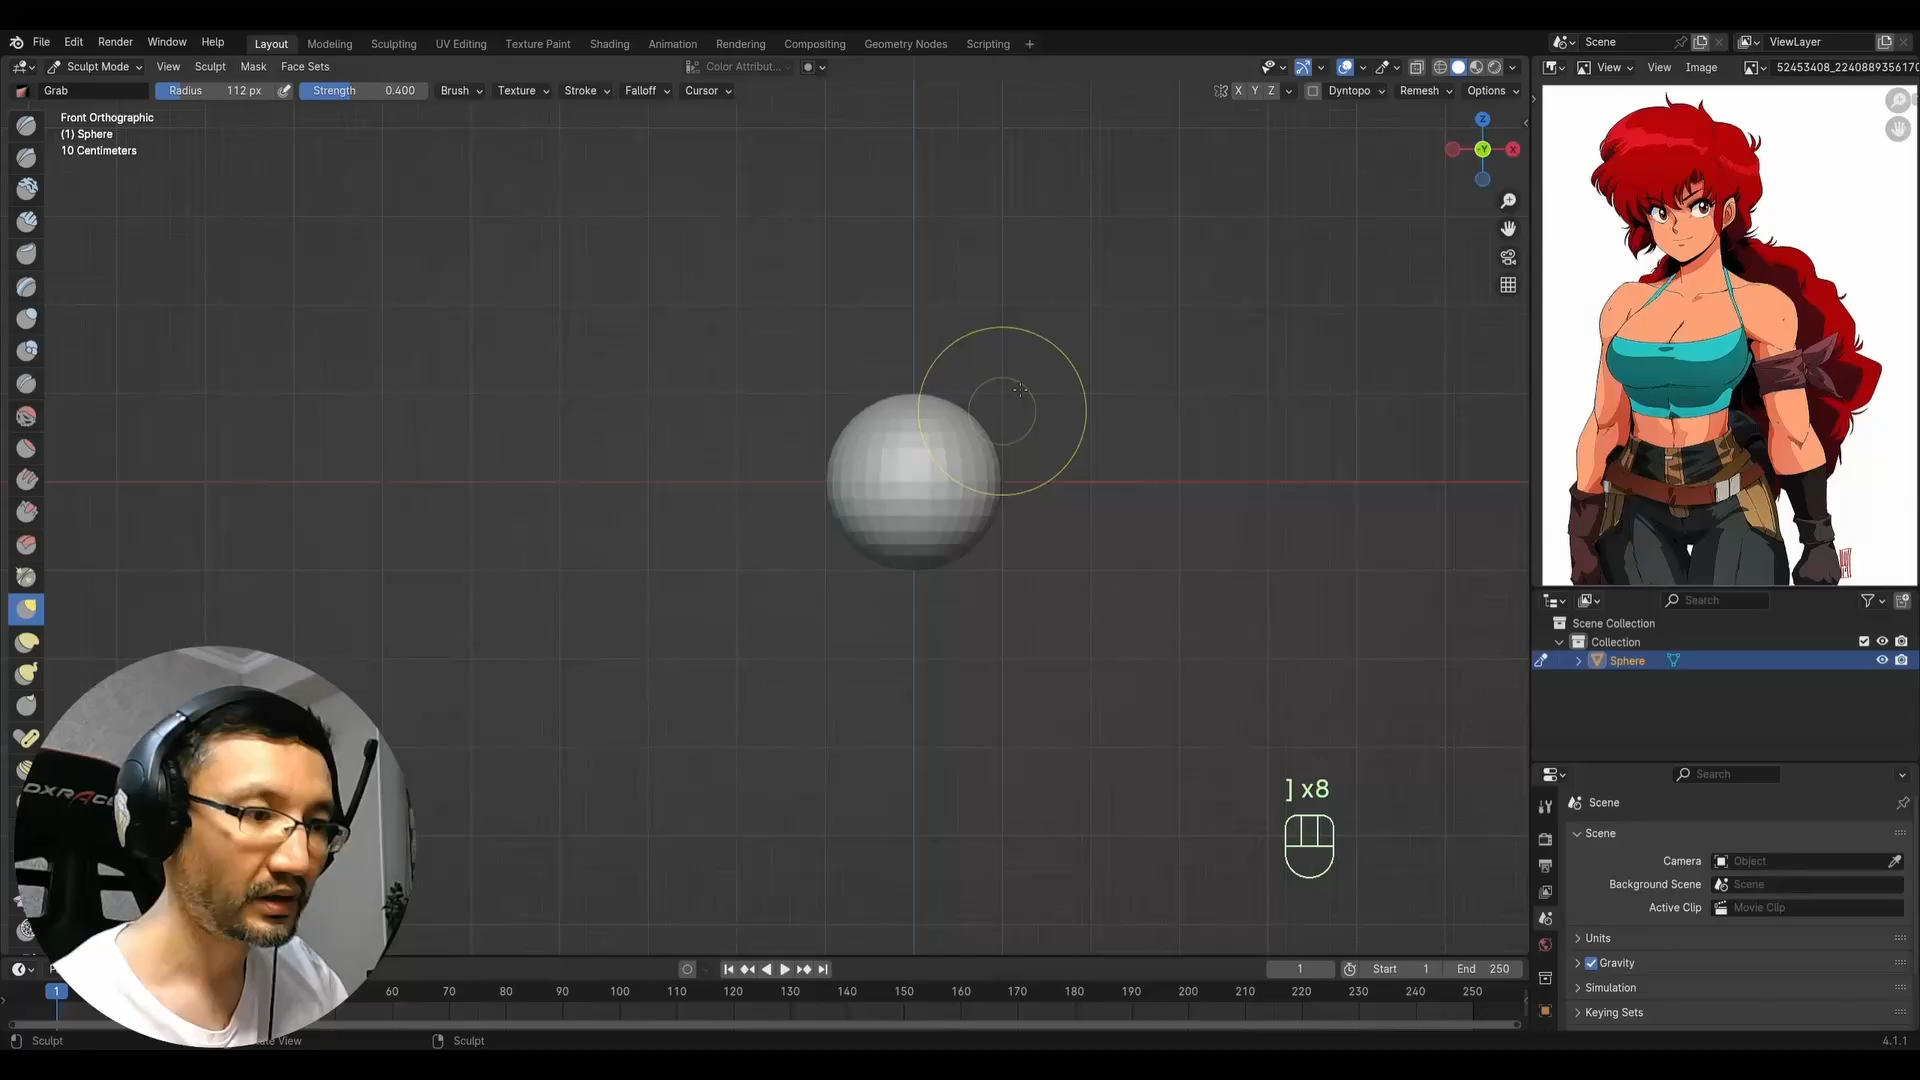 File Edit Render Window Help Layout Modeling Sculpting UV Editing Texture Paint Shading Animation Rendering Compositing Geometry Nodes Scripting + Scene ViewLayer
Sculpt Mode View Sculpt Mask Face Sets Color Attribut... View View Image 52453408_2240889356170
Grab Radius 112 px Strength 0.400 Brush Texture Stroke Falloff Cursor X Y Z Dyntopo Remesh Options
Front Orthographic
(1) Sphere
10 Centimeters
Z
-Y X
Search
Scene Collection
Collection
Sphere
Search
] x8
Scene
Scene
Camera Object
Background Scene Scene
Active Clip Movie Clip
Units
Gravity
Simulation
Keying Sets
DXRAC
1 Start 1 End 250
1 60 70 80 90 100 110 120 130 140 150 160 170 180 190 200 210 220 230 240 250
Sculpt ate View Sculpt 4.1.1